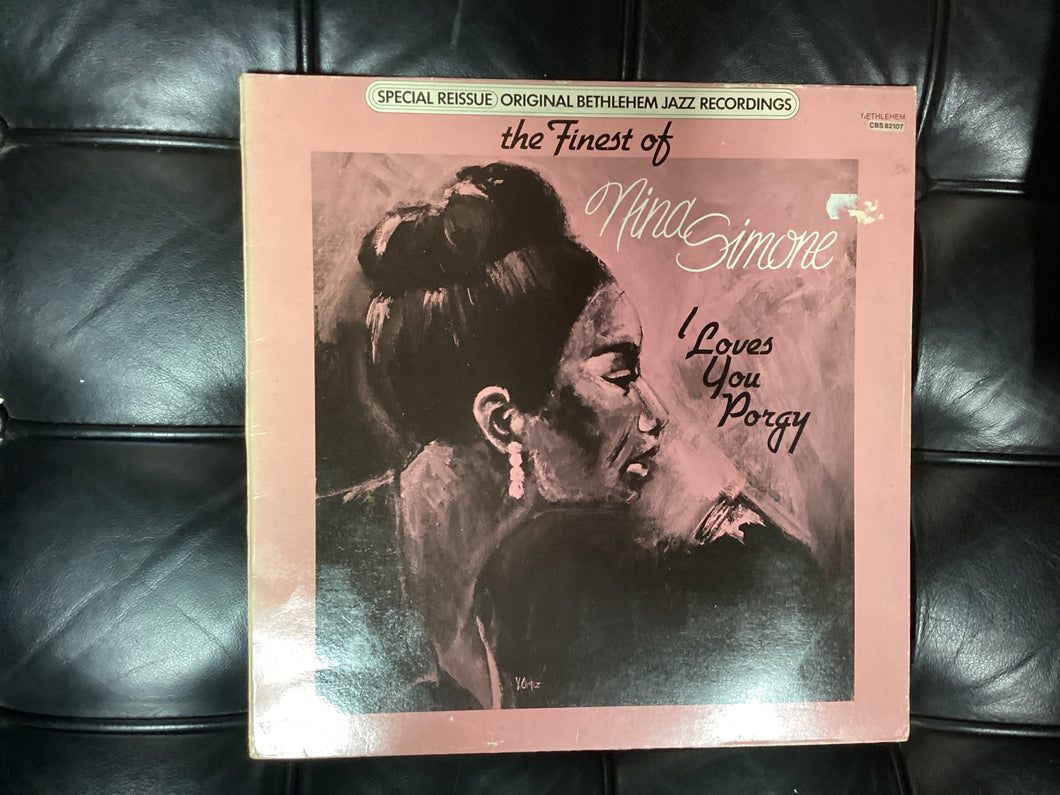 SPECIAL REISSUE ORIGINAL BETHLEHEM JAZZ RECORDINGS
BETHLEHEM
CBS 82107
the Finest of
Nina Simone
I
Loves
You
Porgy